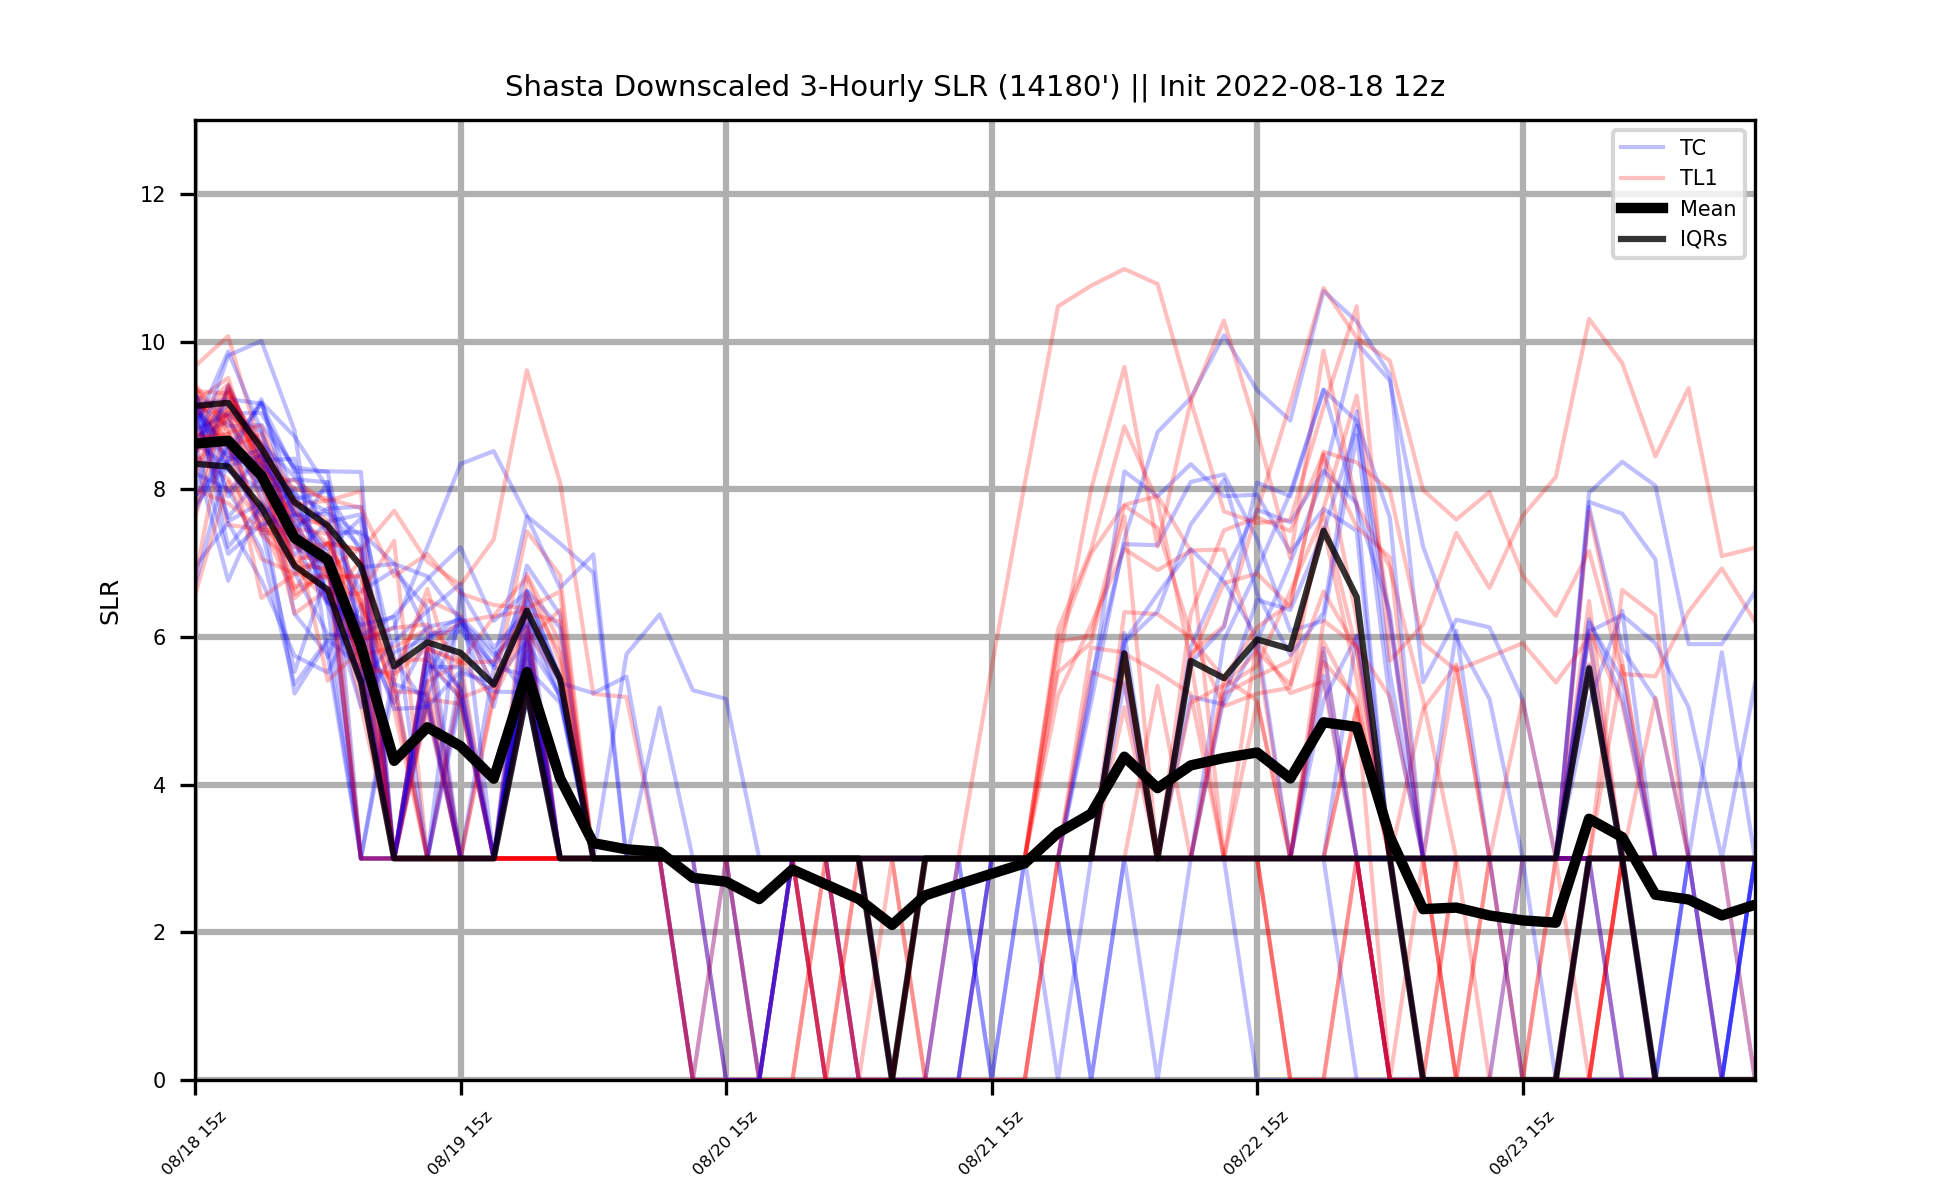 Shasta Downscaled 3-Hourly SLR (14180') || Init 2022-08-18 12z
TC
TL1
Mean
IQRs
SLR
12
10
8
6
4
2
0
08/18 15z
08/19 15z
08/20 15z
08/21 15z
08/22 15z
08/23 15z